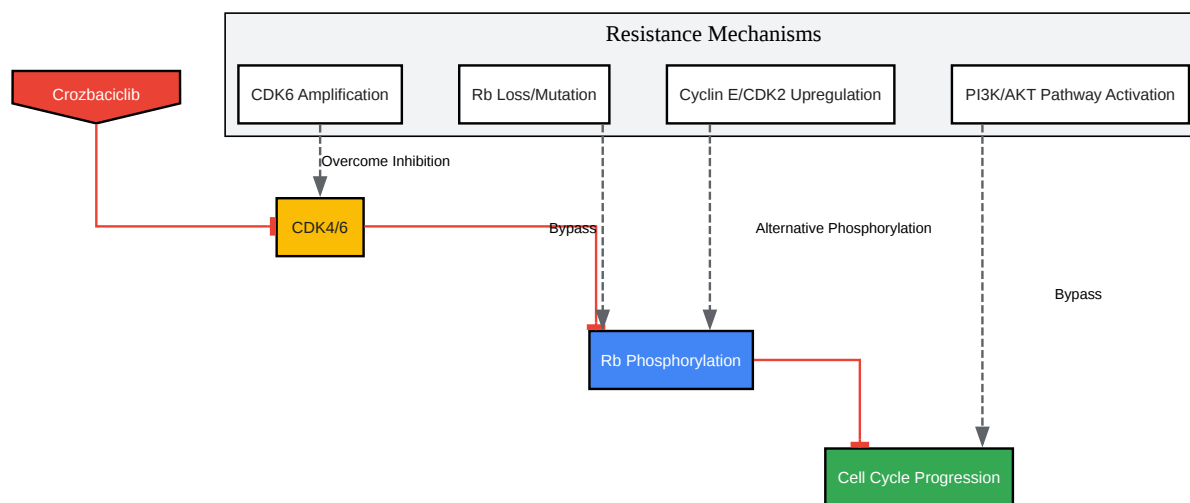 Resistance Mechanisms
Crozbaciclib
CDK6 Amplification
Rb Loss/Mutation
Cyclin E/CDK2 Upregulation
PI3K/AKT Pathway Activation
Overcome Inhibition
CDK4/6
Bypass
Alternative Phosphorylation
Bypass
Rb Phosphorylation
Cell Cycle Progression